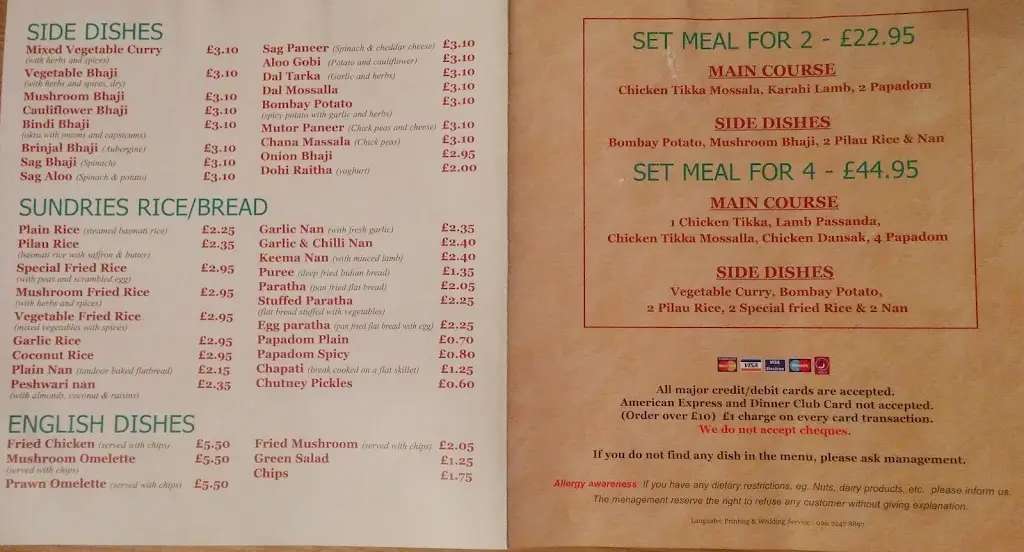 SIDE DISHES
Mixed Vegetable Curry £3.10
(with herbs and spices)
Vegetable Bhaji £3.10
(with herbs and spices, dry)
Mushroom Bhaji £3.10
Cauliflower Bhaji £3.10
Bindi Bhaji £3.10
(okra with onions and capsicums)
Brinjal Bhaji (Aubergine) £3.10
Sag Bhaji (Spinach) £3.10
Sag Aloo (Spinach & potato) £3.10
Sag Paneer (Spinach & cheddar cheese) £3.10
Aloo Gobi (Potato and cauliflower) £3.10
Dal Tarka (Garlic and herbs) £3.10
Dal Mossalla £3.10
Bombay Potato £3.10
(spicy potato with garlic and herbs)
Mutor Paneer (Chick peas and cheese) £3.10
Chana Massala (Chick peas) £3.10
Onion Bhaji £2.95
Dohi Raitha (yoghurt) £2.00
SUNDRIES RICE/BREAD
Plain Rice (steamed basmati rice) £2.25
Pilau Rice £2.35
(basmati rice with saffron & butter)
Special Fried Rice £2.95
(with peas and scrambled egg)
Mushroom Fried Rice £2.95
(with herbs and spices)
Vegetable Fried Rice £2.95
(mixed vegetables with spices)
Garlic Rice £2.95
Coconut Rice £2.95
Plain Nan (tandoor baked flatbread) £2.15
Peshwari nan £2.35
(with almonds, coconut & raisins)
Garlic Nan (with fresh garlic) £2.35
Garlic & Chilli Nan £2.40
Keema Nan (with minced lamb) £2.40
Puree (deep fried Indian bread) £1.35
Paratha (pan fried flat bread) £2.05
Stuffed Paratha £2.25
(flat bread stuffed with vegetables)
Egg paratha (pan fried flat bread with egg) £2.25
Papadom Plain £0.70
Papadom Spicy £0.80
Chapati (break cooked on a flat skillet) £1.25
Chutney Pickles £0.60
ENGLISH DISHES
Fried Chicken (served with chips) £5.50
Mushroom Omelette £5.50
(served with chips)
Prawn Omelette (served with chips) £5.50
Fried Mushroom (served with chips) £2.05
Green Salad £1.25
Chips £1.75
SET MEAL FOR 2 - £22.95
MAIN COURSE
Chicken Tikka Mossala, Karahi Lamb, 2 Papadom
SIDE DISHES
Bombay Potato, Mushroom Bhaji, 2 Pilau Rice & Nan
SET MEAL FOR 4 - £44.95
MAIN COURSE
1 Chicken Tikka, Lamb Passanda,
Chicken Tikka Mossalla, Chicken Dansak, 4 Papadom
SIDE DISHES
Vegetable Curry, Bombay Potato,
2 Pilau Rice, 2 Special fried Rice & 2 Nan
VISA
All major credit/debit cards are accepted.
American Express and Dinner Club Card not accepted.
(Order over £10) £1 charge on every card transaction.
We do not accept cheques.
If you do not find any dish in the menu, please ask management.
Allergy awareness: If you have any dietary restrictions, eg. Nuts, dairy products, etc. please inform us.
The management reserve the right to refuse any customer without giving explanation.
Printing & Wedding Service : 020 7247 8897